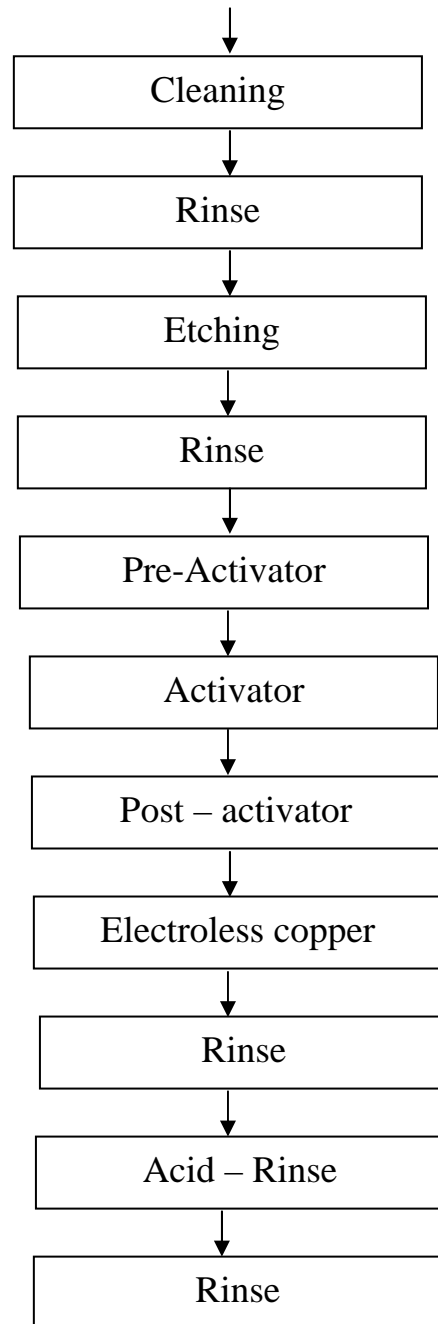 Cleaning
Rinse
Etching
Rinse
Pre-Activator
Activator
Post – activator
Electroless copper
Rinse
Acid – Rinse
Rinse